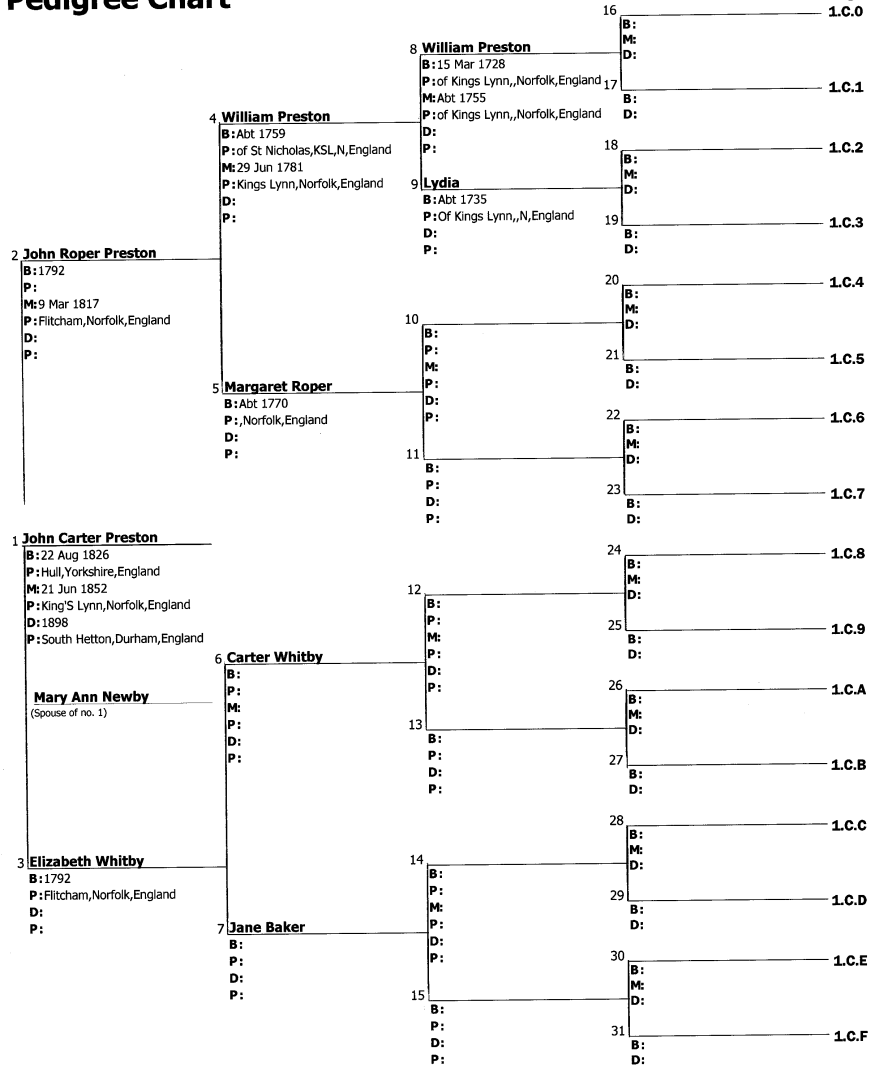 Pedigree Chart
2 John Roper Preston
B:1792
P:
M:9 Mar 1817
P:Flitcham,Norfolk,England
D:
P:
1 John Carter Preston
B:22 Aug 1826
P:Hull,Yorkshire,England
M:21 Jun 1852
P:King'S Lynn,Norfolk,England
D:1898
P:South Hetton,Durham,England
Mary Ann Newby
(Spouse of no. 1)
3 Elizabeth Whitby
B:1792
P:Flitcham,Norfolk,England
D:
P:
4 William Preston
B:Abt 1759
P:of St Nicholas,KSL,N,England
M:29 Jun 1781
P:Kings Lynn,Norfolk,England
D:
P:
5 Margaret Roper
B:Abt 1770
P:,Norfolk,England
D:
P:
6 Carter Whitby
B:
P:
M:
P:
D:
P:
7 Jane Baker
B:
P:
D:
P:
8 William Preston
B:15 Mar 1728
P:of Kings Lynn,,Norfolk,England
M:Abt 1755
P:of Kings Lynn,,Norfolk,England
D:
P:
9 Lydia
B:Abt 1735
P:Of Kings Lynn,,N,England
D:
P:
10
B:
P:
M:
P:
D:
P:
11
B:
P:
D:
P:
12
B:
P:
M:
P:
D:
P:
13
B:
P:
D:
P:
14
B:
P:
M:
P:
D:
P:
15
B:
P:
D:
P:
16 1.C.0
B:
M:
D:
17 1.C.1
B:
D:
18 1.C.2
B:
M:
D:
19 1.C.3
B:
D:
20 1.C.4
B:
M:
D:
21 1.C.5
B:
D:
22 1.C.6
B:
M:
D:
23 1.C.7
B:
D:
24 1.C.8
B:
M:
D:
25 1.C.9
B:
D:
26 1.C.A
B:
M:
D:
27 1.C.B
B:
D:
28 1.C.C
B:
M:
D:
29 1.C.D
B:
D:
30 1.C.E
B:
M:
D:
31 1.C.F
B:
D: